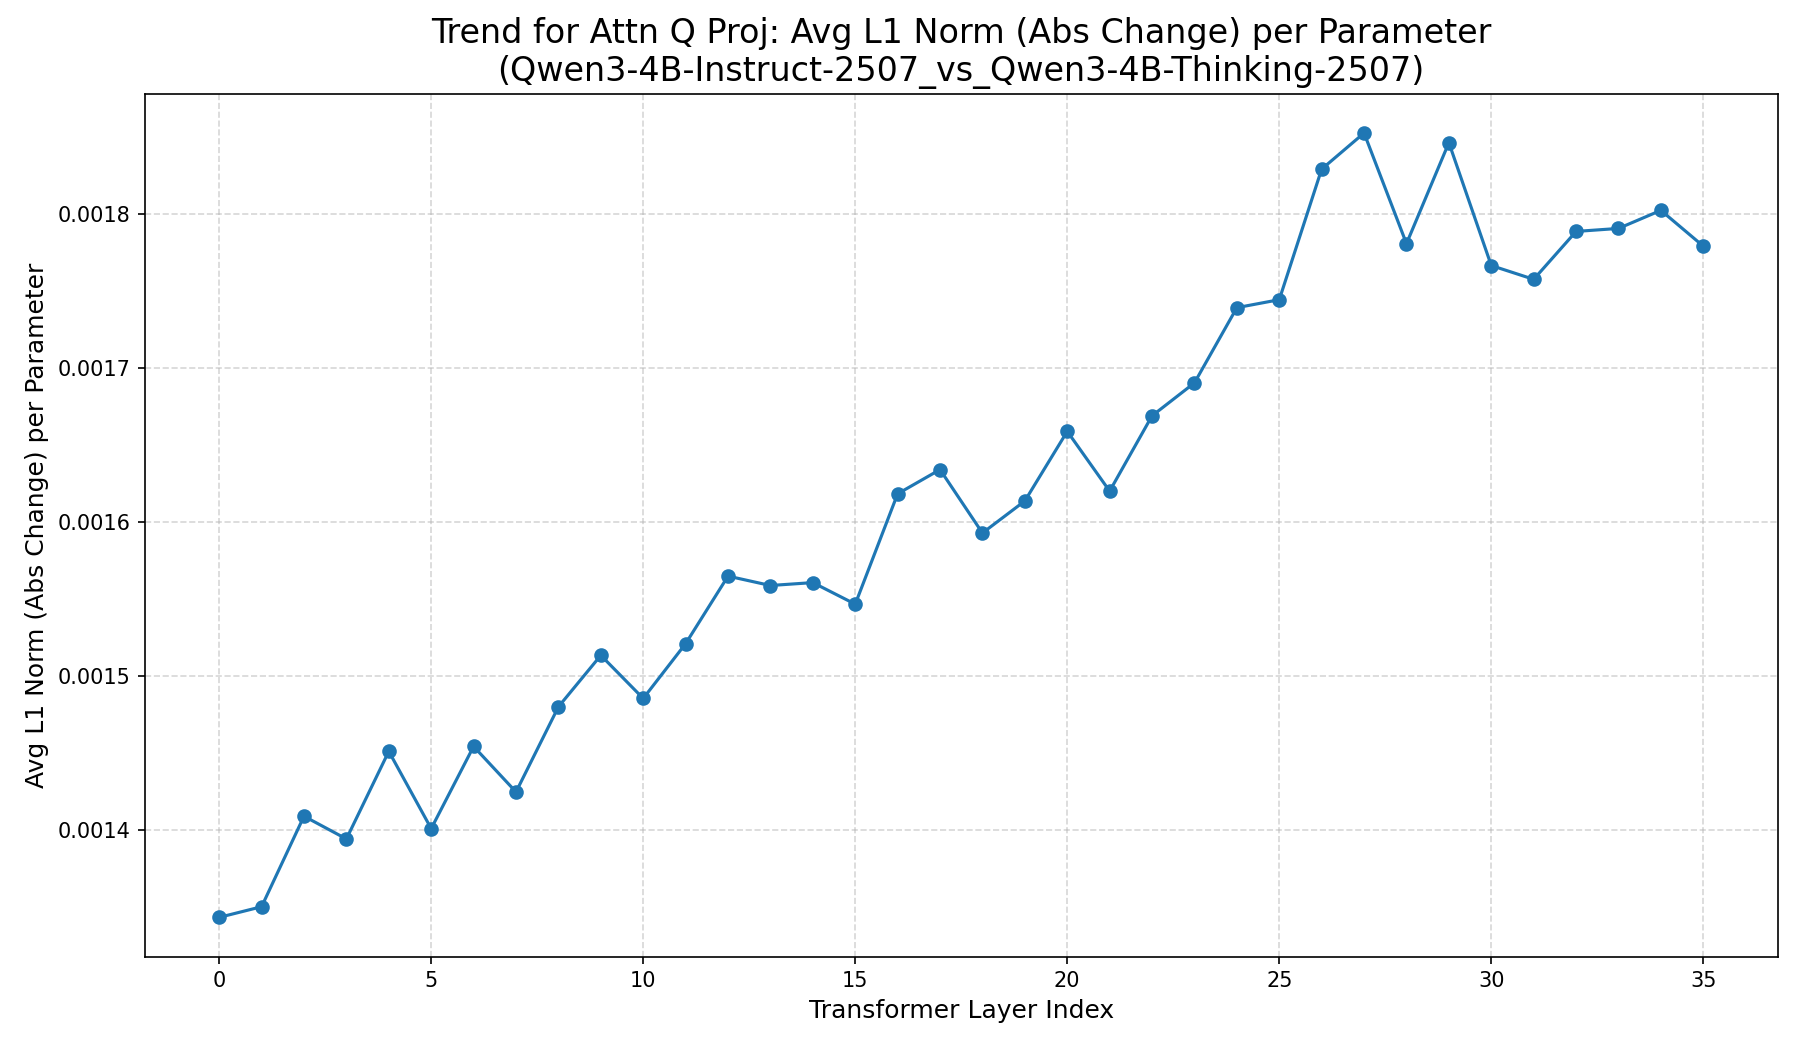 Trend for Attn Q Proj: Avg L1 Norm (Abs Change) per Parameter
(Qwen3-4B-Instruct-2507_vs_Qwen3-4B-Thinking-2507)
Avg L1 Norm (Abs Change) per Parameter
0.0018
0.0017
0.0016
0.0015
0.0014
0 5 10 15 20 25 30 35
Transformer Layer Index